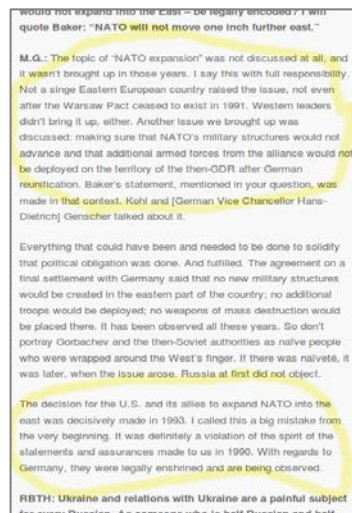 would not expand into the East – be legally encoded? I will
quote Baker: “NATO will not move one inch further east.”
M.G.: The topic of “NATO expansion” was not discussed at all, and
it wasn’t brought up in those years. I say this with full responsibility.
Not a singe Eastern European country raised the issue, not even
after the Warsaw Pact ceased to exist in 1991. Western leaders
didn’t bring it up, either. Another issue we brought up was
discussed: making sure that NATO’s military structures would not
advance and that additional armed forces from the alliance would not
be deployed on the territory of the then-GDR after German
reunification. Baker’s statement, mentioned in your question, was
made in that context. Kohl and [German Vice Chancellor Hans-
Dietrich] Genscher talked about it.
Everything that could have been and needed to be done to solidify
that political obligation was done. And fulfilled. The agreement on a
final settlement with Germany said that no new military structures
would be created in the eastern part of the country; no additional
troops would be deployed; no weapons of mass destruction would
be placed there. It has been observed all these years. So don’t
portray Gorbachev and the then-Soviet authorities as naïve people
who were wrapped around the West’s finger. If there was naïveté, it
was later, when the issue arose. Russia at first did not object.
The decision for the U.S. and its allies to expand NATO into the
east was decisively made in 1993. I called this a big mistake from
the very beginning. It was definitely a violation of the spirit of the
statements and assurances made to us in 1990. With regards to
Germany, they were legally enshrined and are being observed.
RBTH: Ukraine and relations with Ukraine are a painful subject
for every Russian. As someone who is half Russian and half